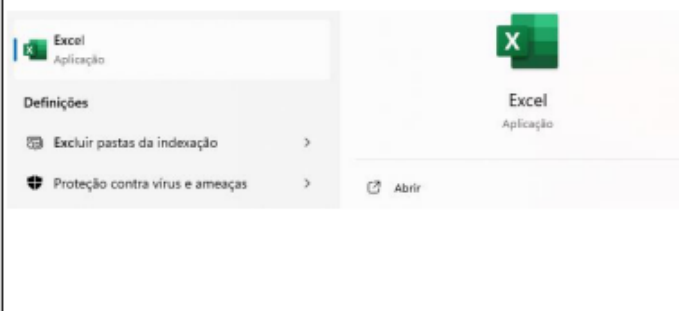 Excel
Aplicação
Definições
Excluir pastas da indexação
Proteção contra vírus e ameaças
Excel
Aplicação
Abrir